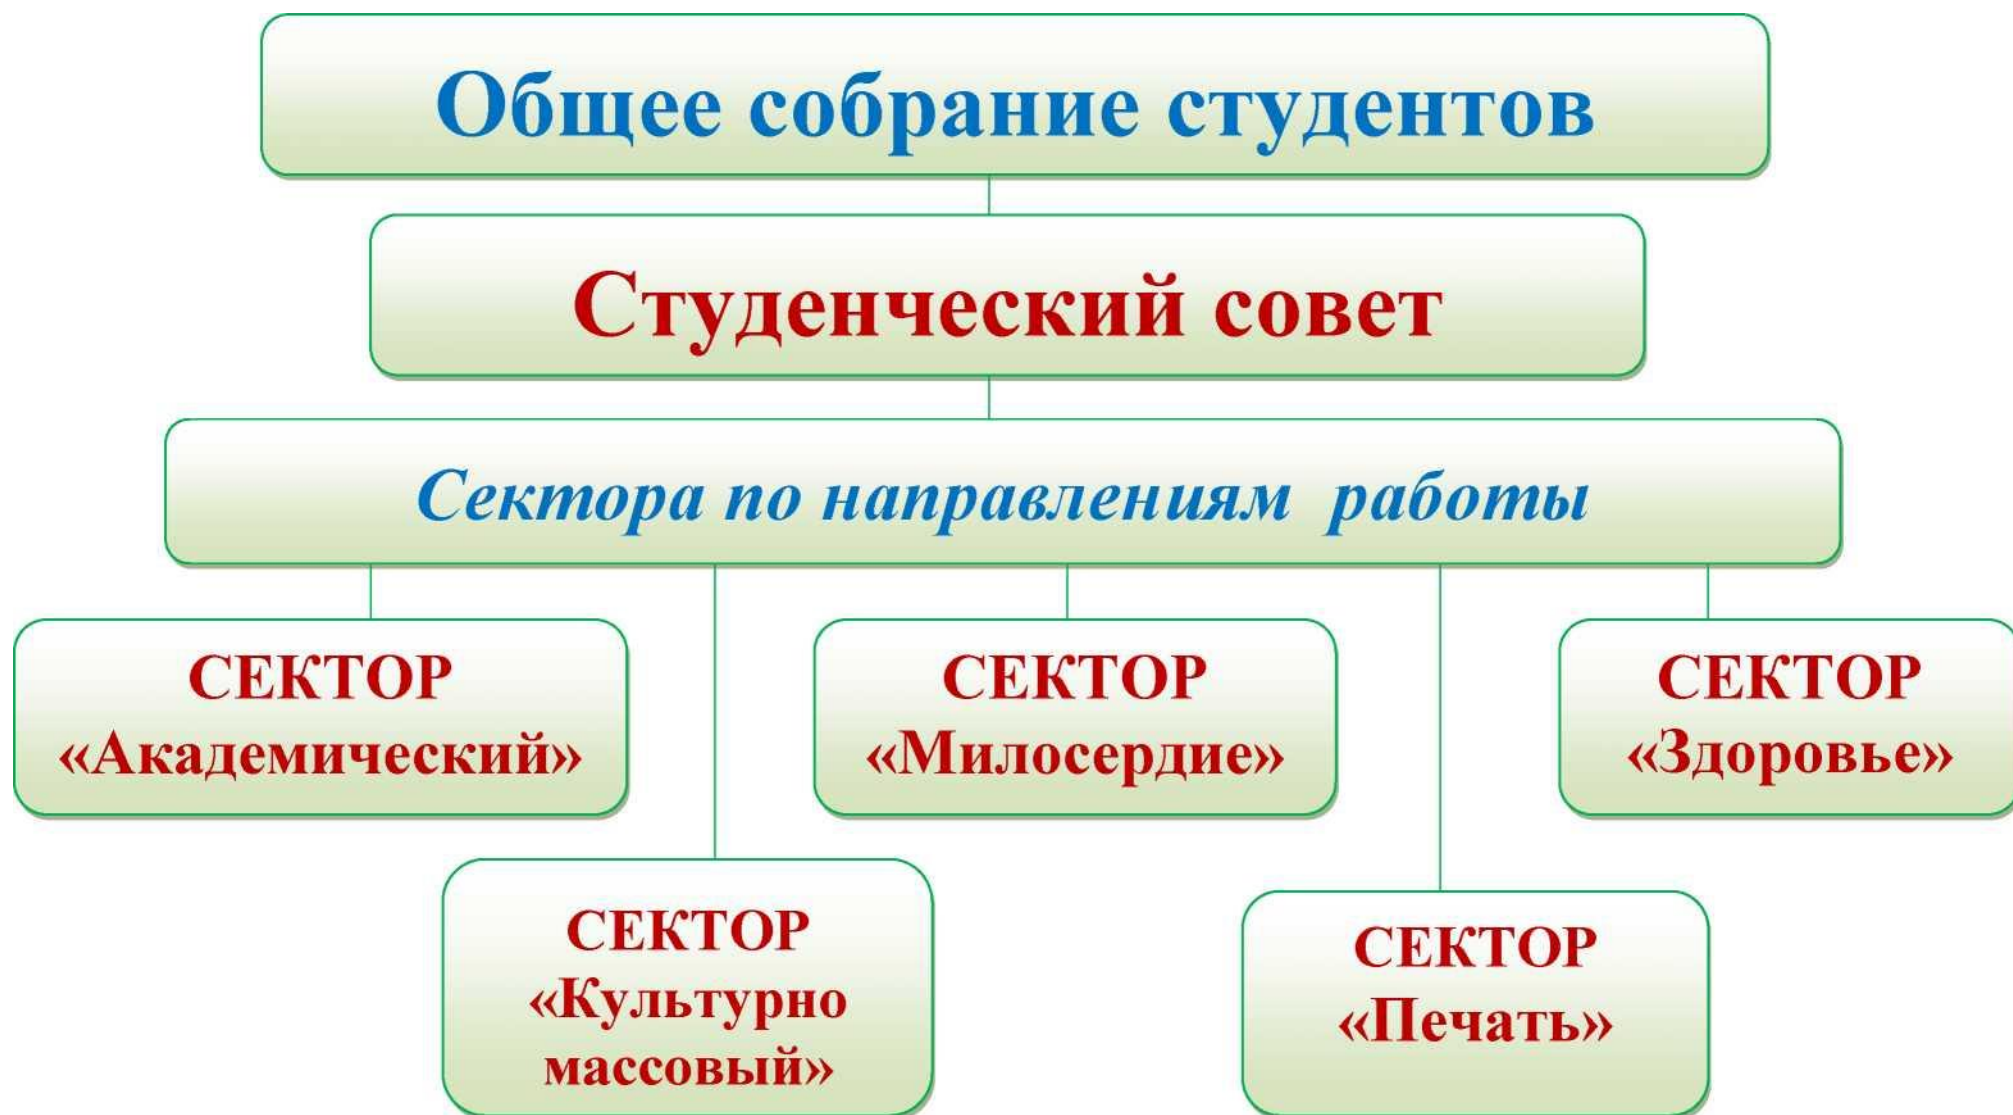 Общее собрание студентов
Студенческий совет
Сектора по направлениям работы
СЕКТОР
«Академический»
СЕКТОР
«Милосердие»
СЕКТОР
«Здоровье»
СЕКТОР
«Культурно
массовый»
СЕКТОР
«Печать»